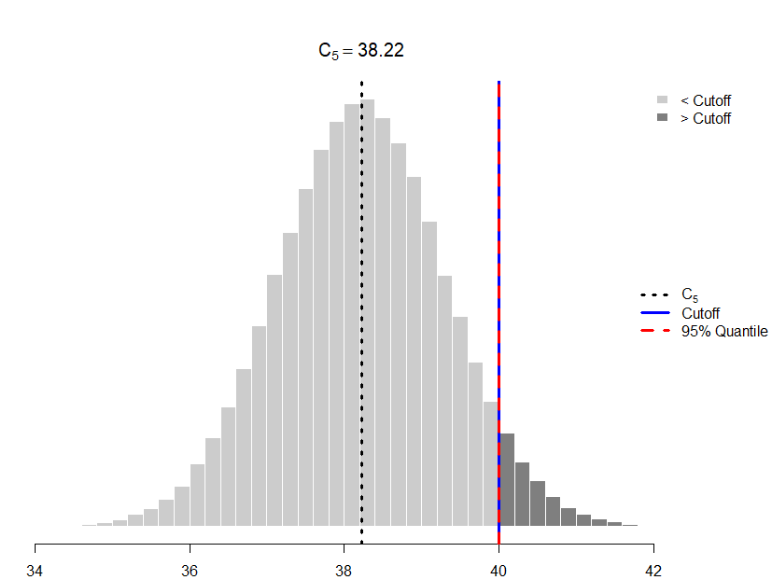 C₅ = 38.22
< Cutoff
> Cutoff
C₅
Cutoff
95% Quantile
34 36 38 40 42